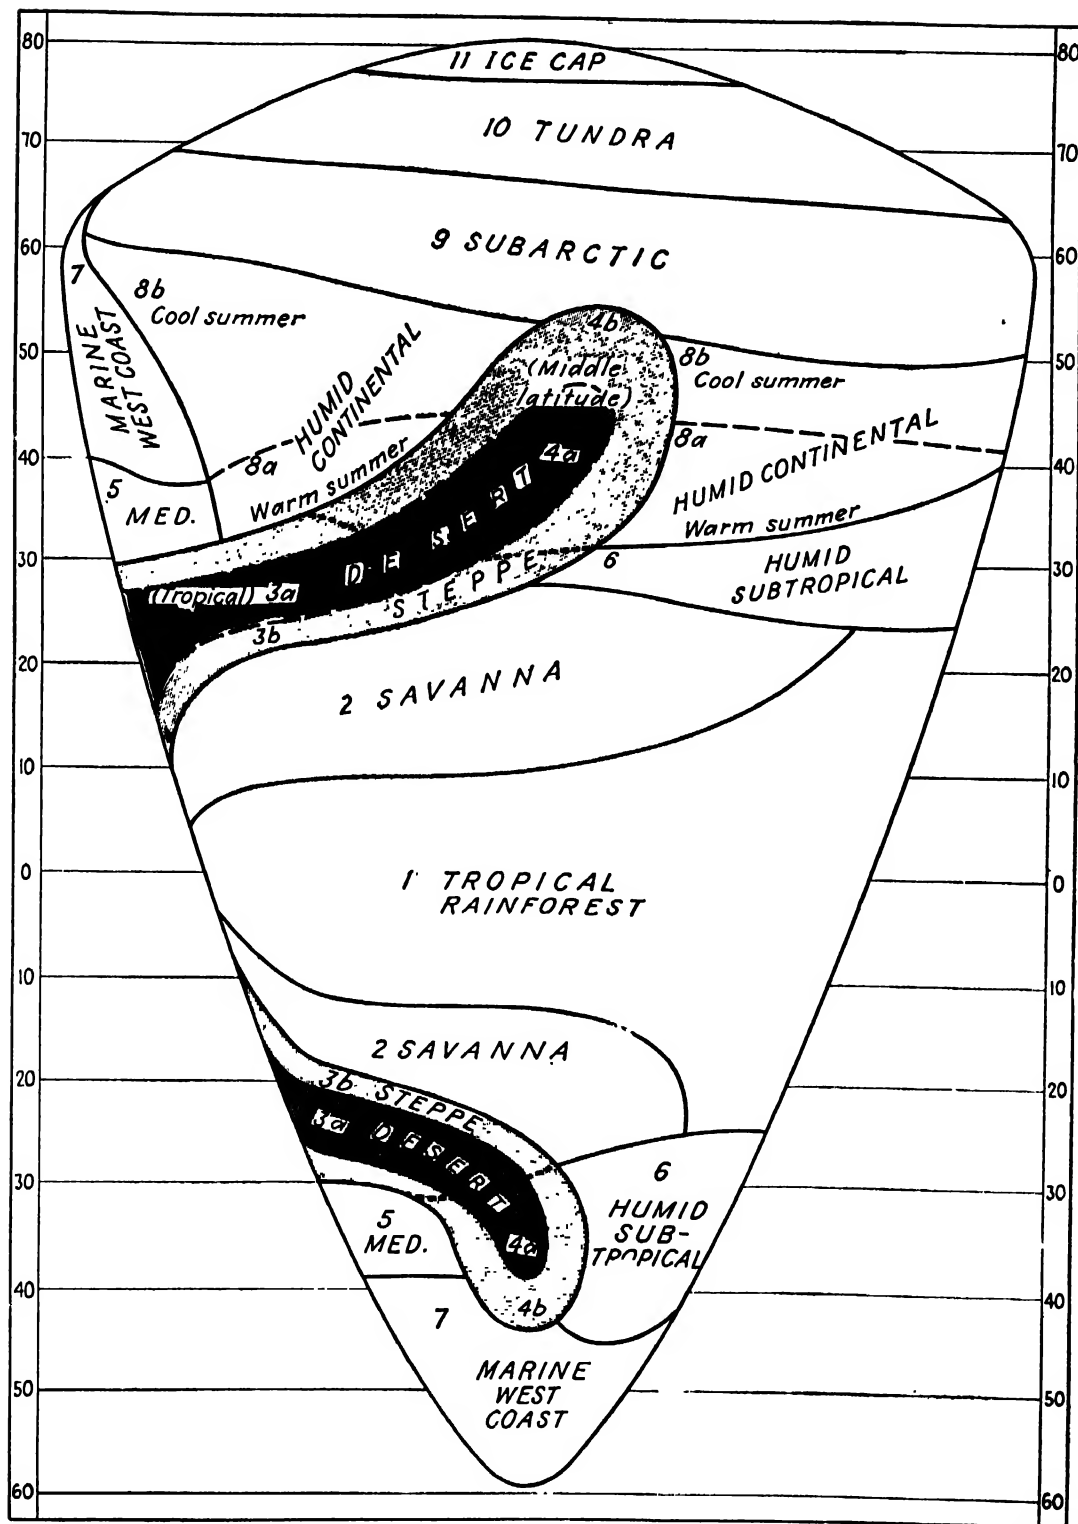 80
80
11 ICE CAP
10 TUNDRA
70
70
9 SUBARCTIC
60
60
7
8b
Cool summer
MARINE
WEST COAST
4b
50
50
(Middle
latitude)
8b
Cool summer
HUMID
CONTINENTAL
8a
8a
HUMID CONTINENTAL
40
40
4a
5
MED.
Warm summer
Warm summer
DESERT
30
30
6
HUMID
SUBTROPICAL
(Tropical) 3a
STEPPE
3b
20
20
2 SAVANNA
10
10
0
0
1 TROPICAL
RAINFOREST
10
10
2 SAVANNA
20
20
3b STEPPE
3a DESERT
30
30
6
HUMID
SUB-
TROPICAL
5
MED.
4a
40
40
7
4b
MARINE
WEST
COAST
50
50
60
60